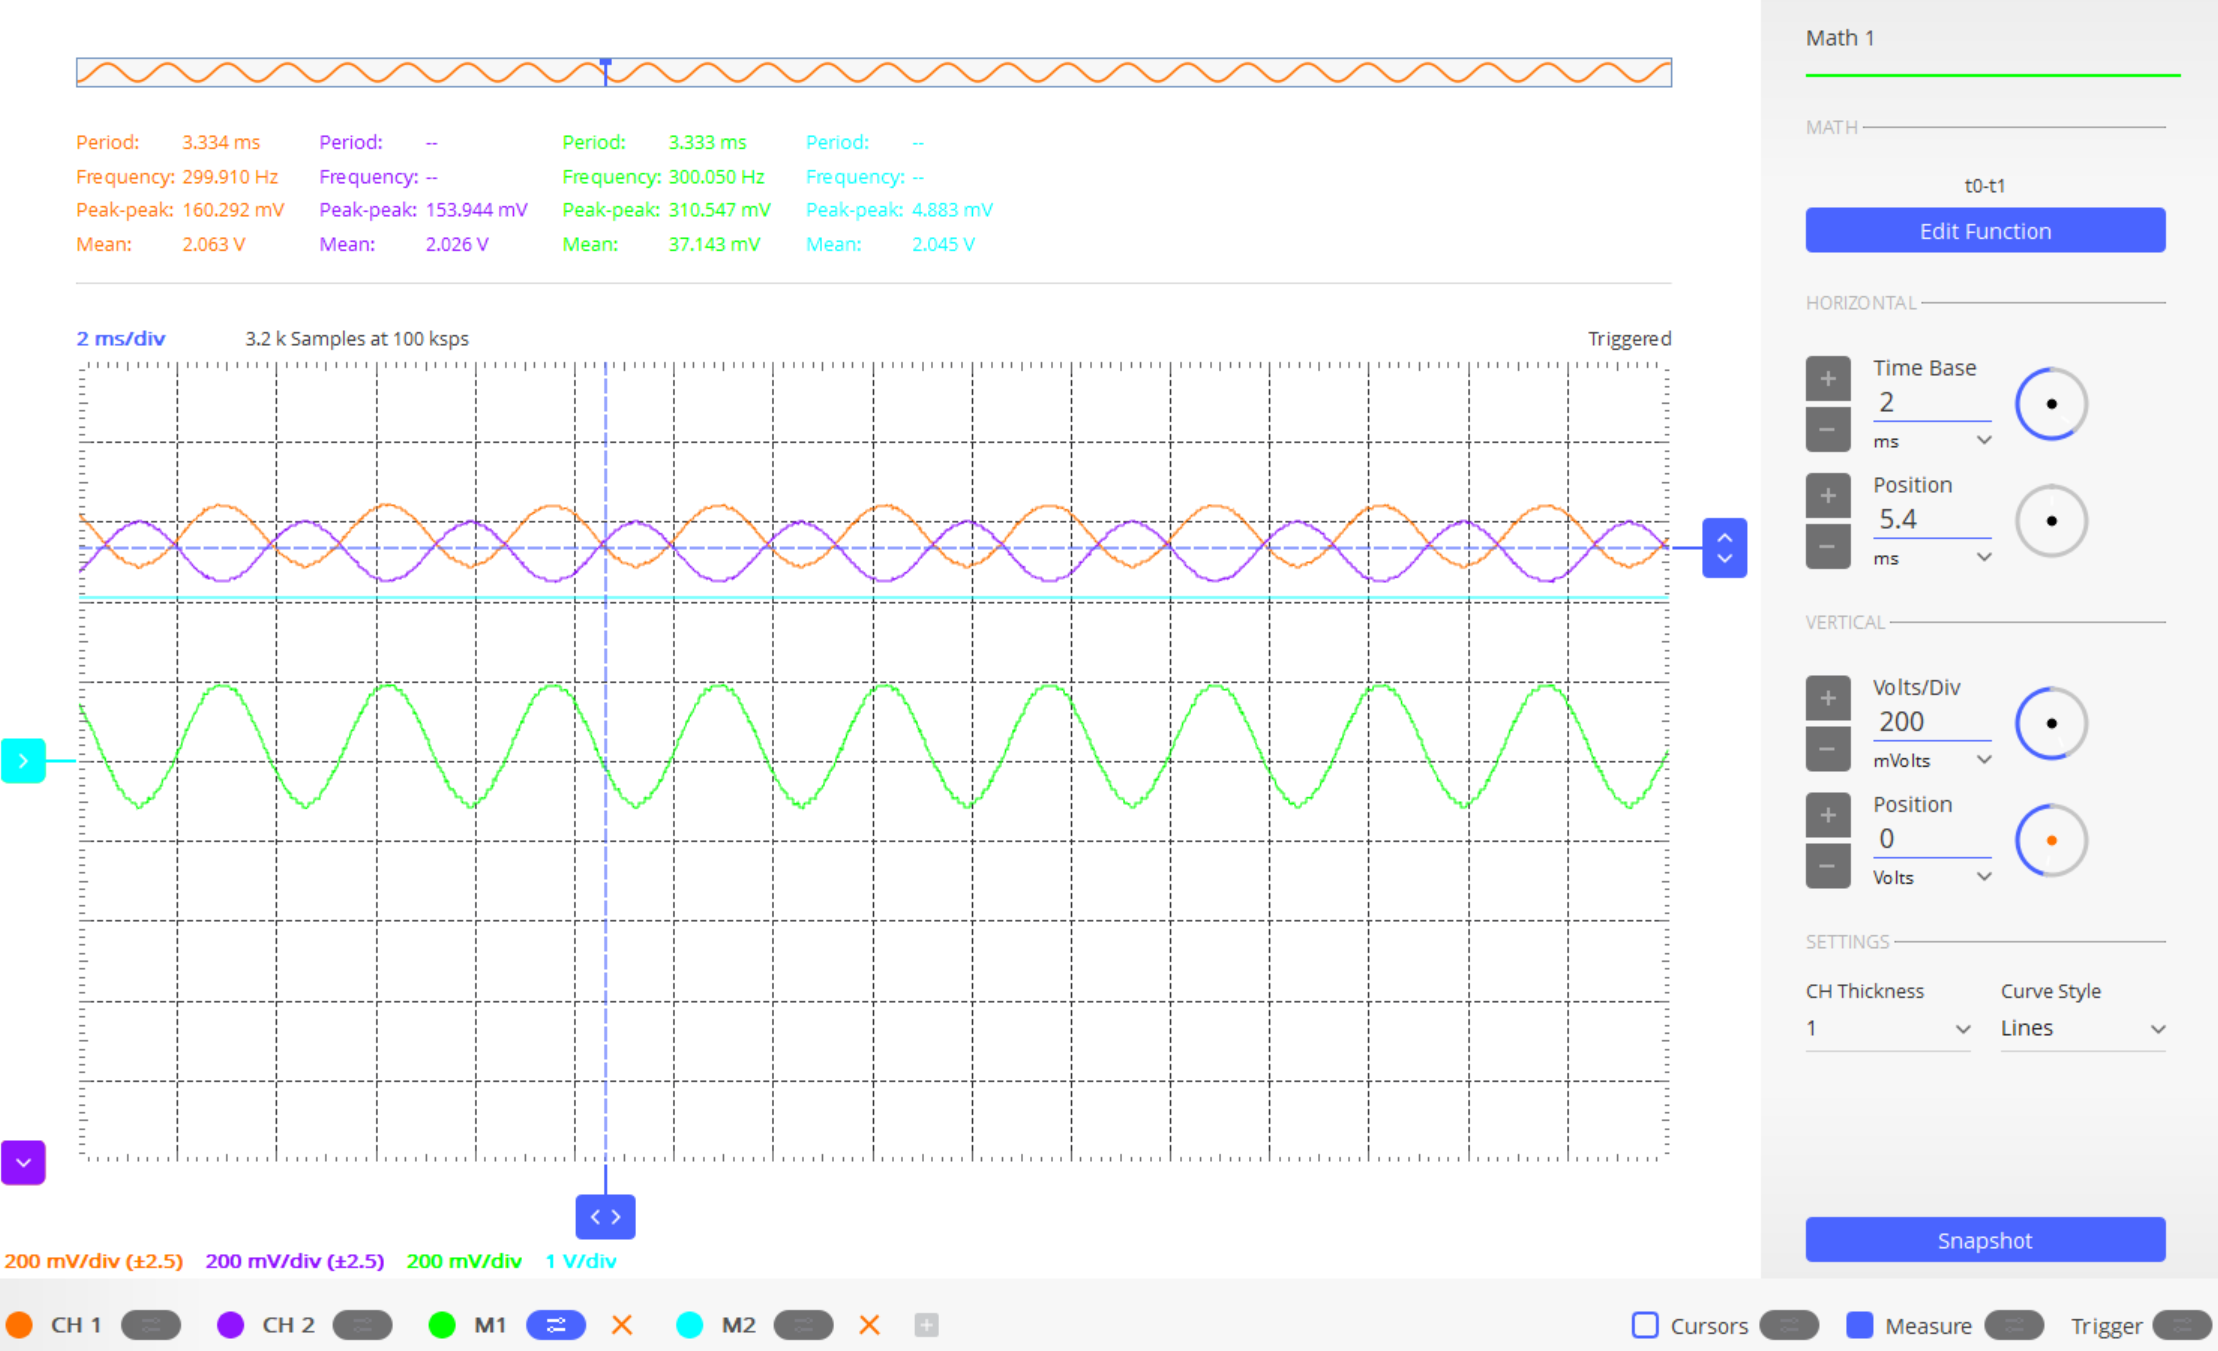 Math 1
MATH
t0-t1
Edit Function
Period: 3.334 ms Period: -- Period: 3.333 ms Period: --
Frequency: 299.910 Hz Frequency: -- Frequency: 300.050 Hz Frequency: --
Peak-peak: 160.292 mV Peak-peak: 153.944 mV Peak-peak: 310.547 mV Peak-peak: 4.883 mV
Mean: 2.063 V Mean: 2.026 V Mean: 37.143 mV Mean: 2.045 V
2 ms/div 3.2 k Samples at 100 ksps Triggered
HORIZONTAL
Time Base
2
ms
Position
5.4
ms
VERTICAL
Volts/Div
200
mVolts
Position
0
Volts
SETTINGS
CH Thickness Curve Style
1 Lines
Snapshot
200 mV/div (±2.5) 200 mV/div (±2.5) 200 mV/div 1 V/div
CH 1 CH 2 M1 M2 Cursors Measure Trigger